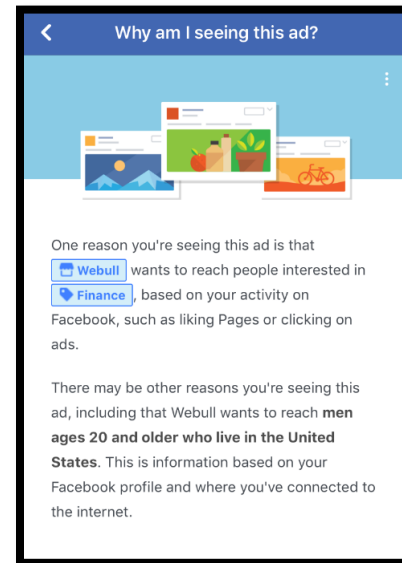 Why am I seeing this ad?
One reason you're seeing this ad is that
Webull wants to reach people interested in
Finance, based on your activity on
Facebook, such as liking Pages or clicking on
ads.
There may be other reasons you're seeing this
ad, including that Webull wants to reach men
ages 20 and older who live in the United
States. This is information based on your
Facebook profile and where you've connected to
the internet.